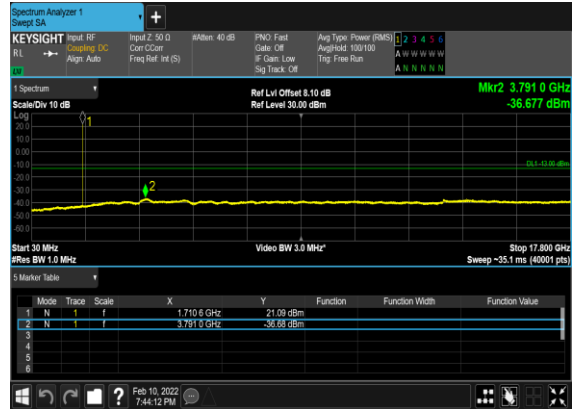 Spectrum Analyzer 1
Swept SA
+
KEYSIGHT Input: RF Input Z: 50 Ω #Atten: 40 dB PNO: Fast Avg Type: Power (RMS) 1 2 3 4 5 6
R L Coupling: DC Corr CCorr Gate: Off Avg|Hold: 100/100 A W W W W W
Align: Auto Freq Ref: Int (S) IF Gain: Low Trig: Free Run
LW Sig Track: Off A N N N N N
1 Spectrum Ref Lvl Offset 8.10 dB Mkr2 3.791 0 GHz
Scale/Div 10 dB Ref Level 30.00 dBm -36.677 dBm
Log
1
20.0
10.0
0.00
-10.0 DL1 -13.00 dBm
-20.0
-30.0 2
-40.0
-50.0
-60.0
Start 30 MHz Video BW 3.0 MHz* Stop 17.800 GHz
#Res BW 1.0 MHz Sweep ~35.1 ms (40001 pts)
5 Marker Table
Mode Trace Scale X Y Function Function Width Function Value
1 N 1 f 1.710 6 GHz 21.09 dBm
2 N 1 f 3.791 0 GHz -36.68 dBm
3
4
5
6
? Feb 10, 2022
7:44:12 PM